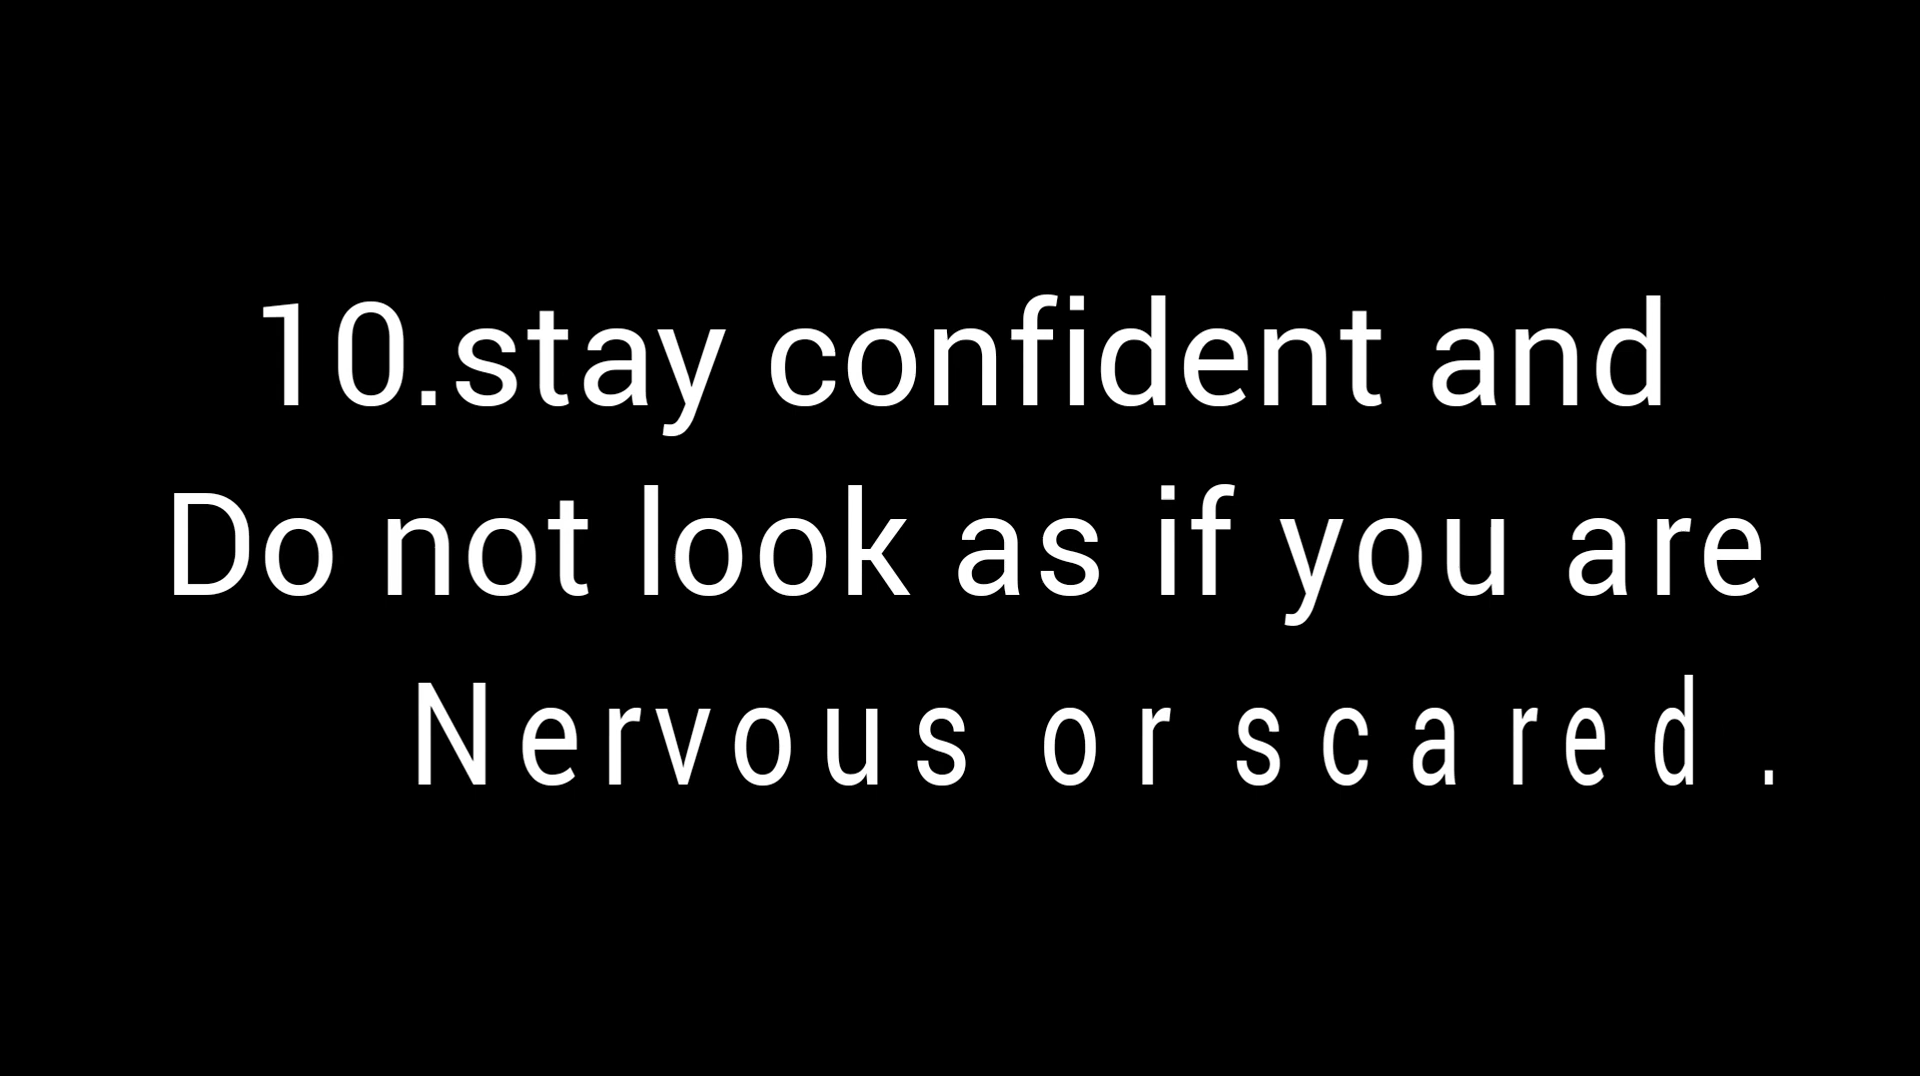 10.stay confident and
Do not look as if you are
Nervous or scared .